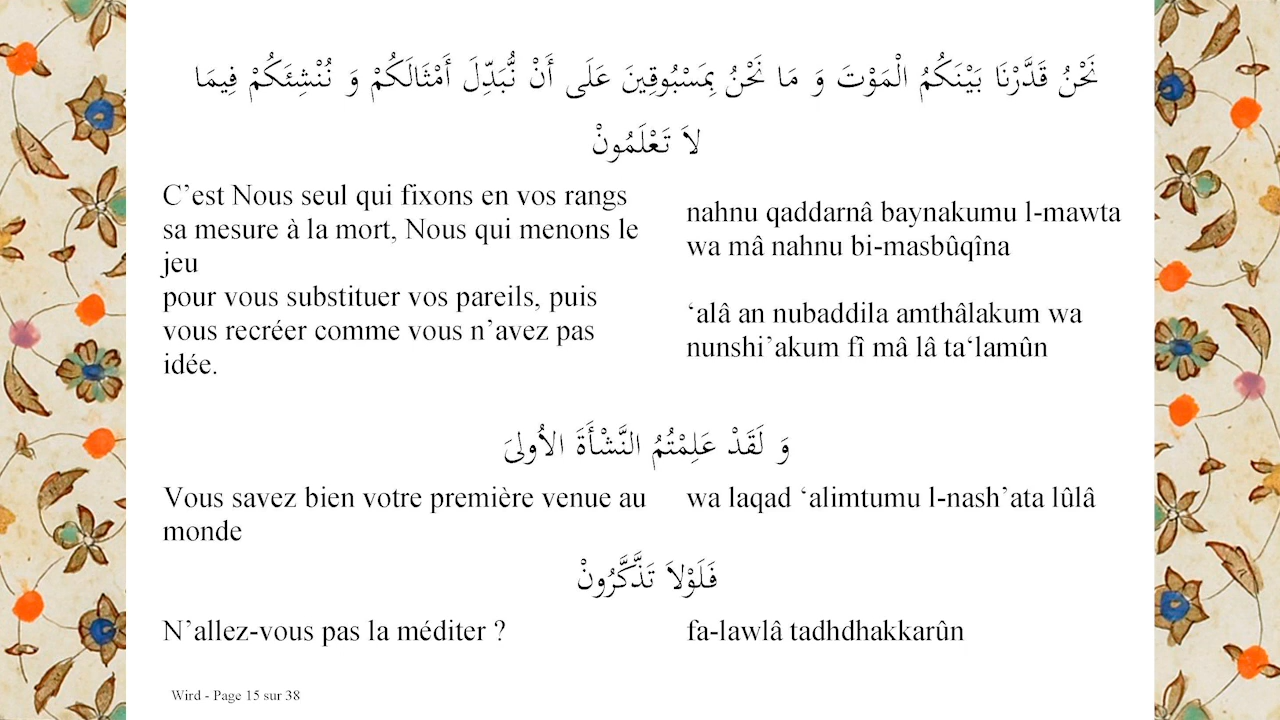 نَحْنُ قَدَّرْنَا بَيْنَكُمُ الْمَوْتَ وَ مَا نَحْنُ بِمَسْبُوقِينَ عَلَى أَنْ نُّبَدِّلَ أَمْثَالَكُمْ وَ نُنْشِئَكُمْ فِيمَا
لاَ تَعْلَمُونْ
C’est Nous seul qui fixons en vos rangs
sa mesure à la mort, Nous qui menons le
jeu
pour vous substituer vos pareils, puis
vous recréer comme vous n’avez pas
idée.
nahnu qaddarnâ baynakumu l-mawta
wa mâ nahnu bi-masbûqîna
‘alâ an nubaddila amthâlakum wa
nunshi’akum fî mâ lâ ta‘lamûn
وَ لَقَدْ عَلِمْتُمُ النَّشْأَةَ الاُولىَ
Vous savez bien votre première venue au
monde
wa laqad ‘alimtumu l-nash’ata lûlâ
فَلَوْلاَ تَذَّكَّرُونْ
N’allez-vous pas la méditer ?
fa-lawlâ tadhdhakkarûn
Wird - Page 15 sur 38